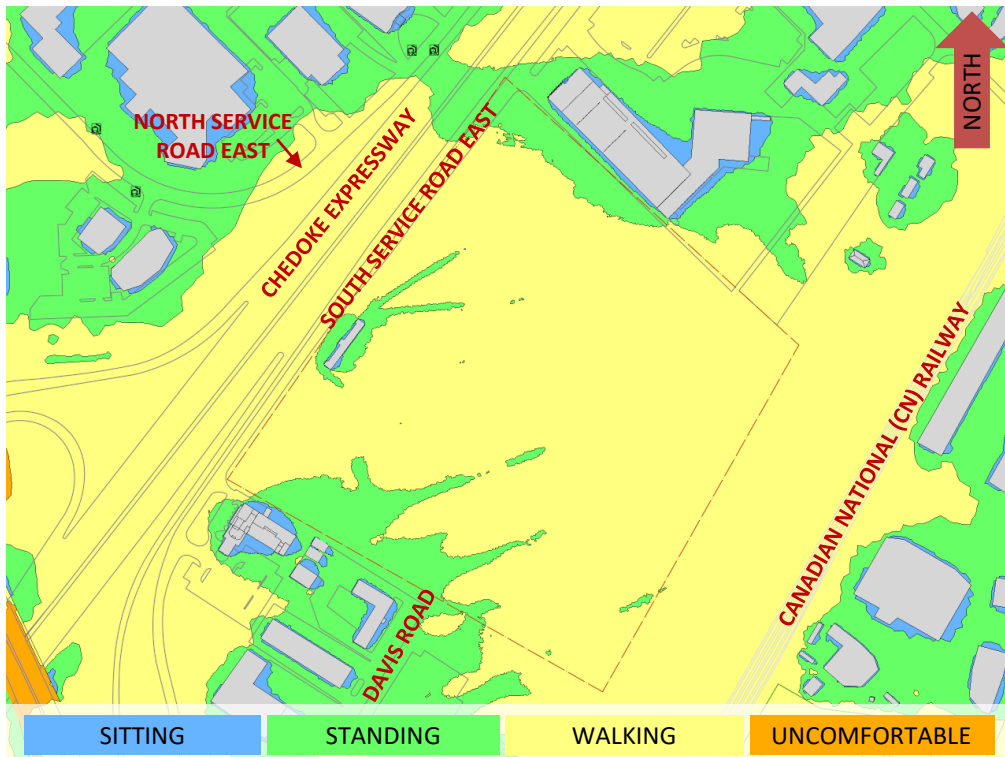 NORTH
NORTH SERVICE
ROAD EAST
CHEDOKE EXPRESSWAY
SOUTH SERVICE ROAD EAST
CANADIAN NATIONAL (CN) RAILWAY
DAVIS ROAD
SITTING
STANDING
WALKING
UNCOMFORTABLE